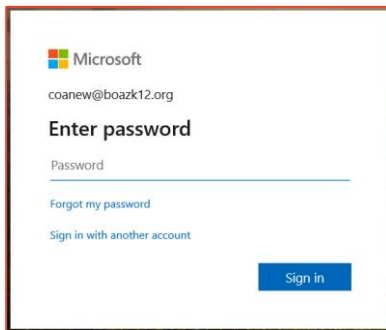 Microsoft
coanew@boazk12.org
Enter password
Password
Forgot my password
Sign in with another account
Sign in